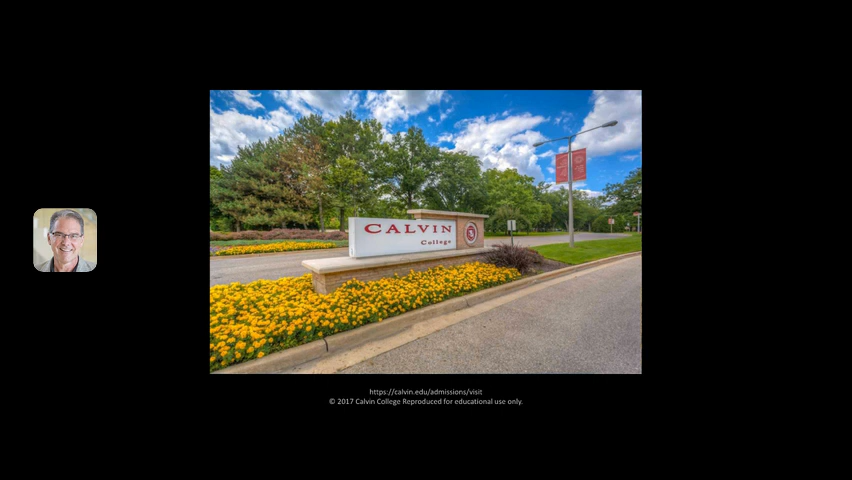 CALVIN
College
https://calvin.edu/admissions/visit
© 2017 Calvin College Reproduced for educational use only.